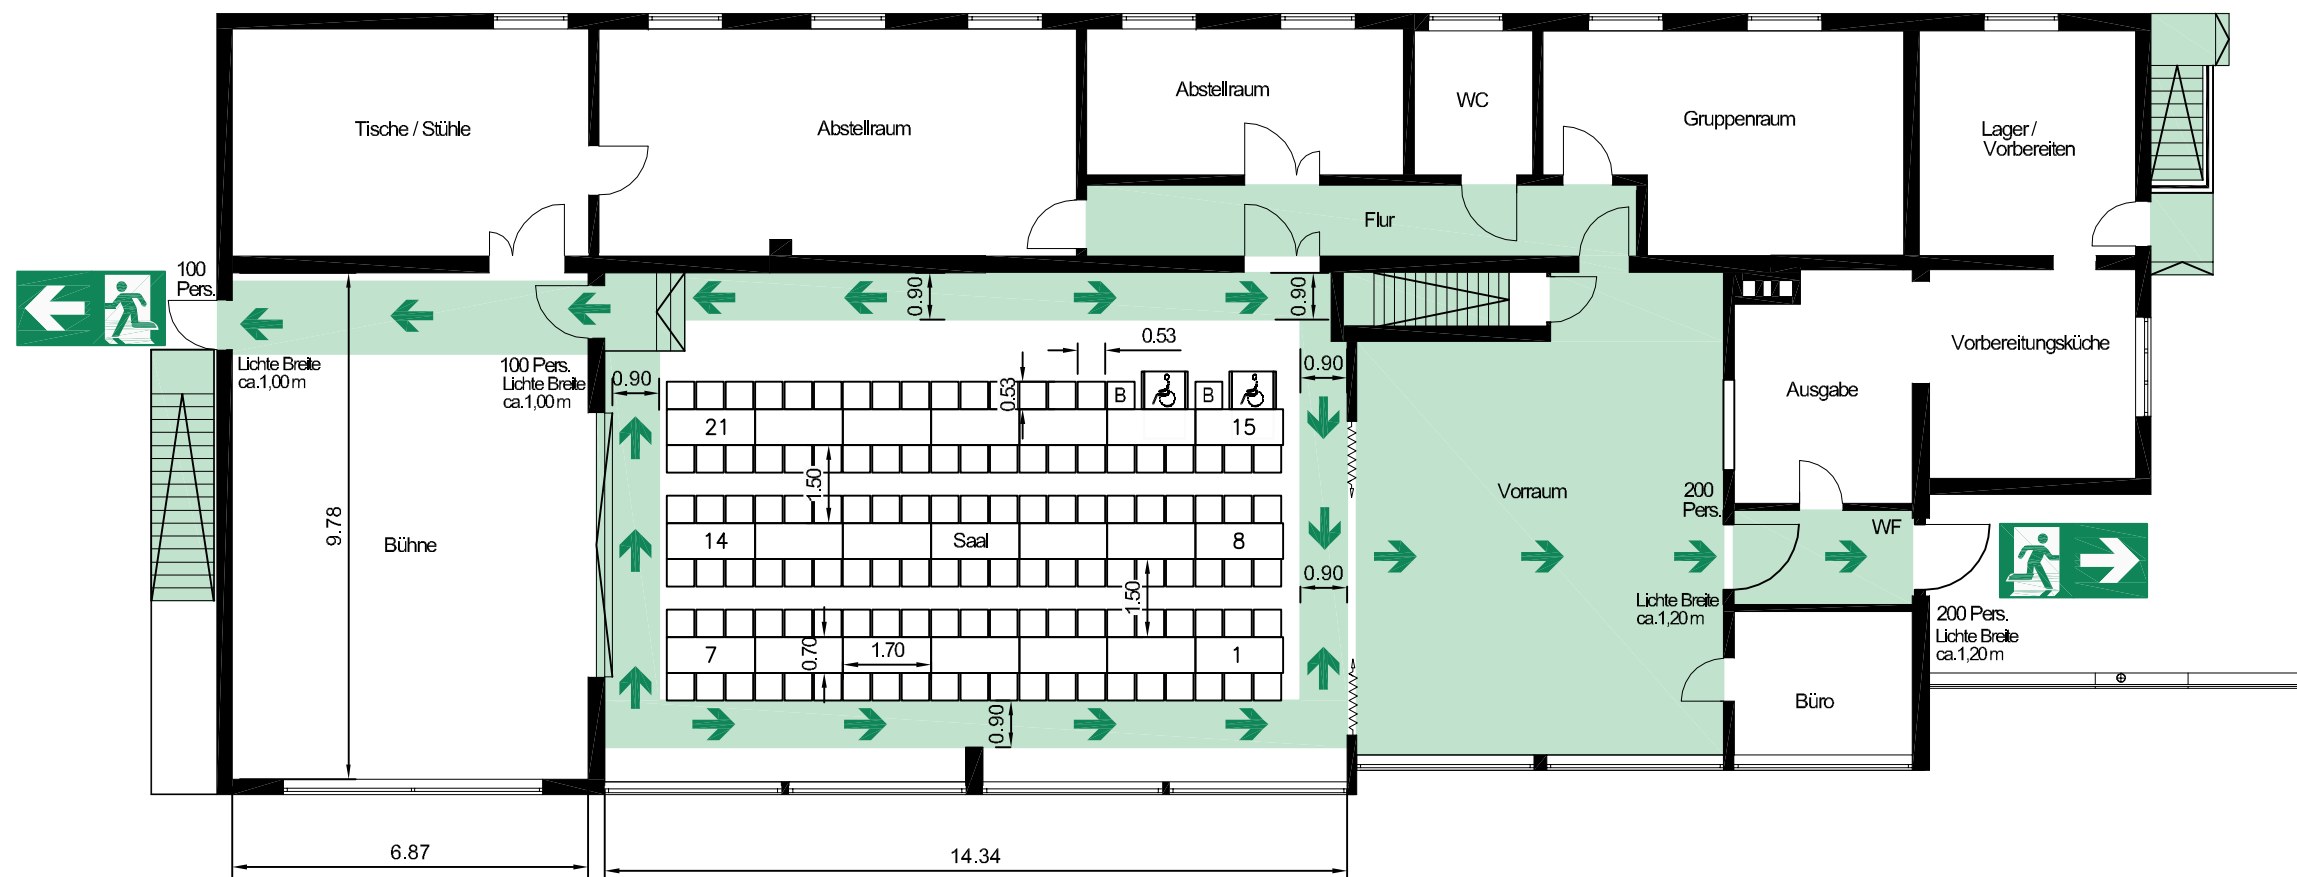 Tische / Stühle
Abstellraum
Abstellraum
WC
Gruppenraum
Lager /
Vorbereiten
Flur
100
Pers.
Lichte Breite
ca.1,00 m
100 Pers.
Lichte Breite
ca.1,00 m
0.90
0.90
0.53
0.53
0.90
0.90
B
B
21
15
1.50
14
Saal
8
0.90
1.50
7
0.70
1.70
1
0.90
9.78
Bühne
Vorraum
Ausgabe
Vorbereitungsküche
200
Pers.
WF
Lichte Breite
ca.1,20 m
200 Pers.
Lichte Breite
ca.1,20 m
Büro
6.87
14.34